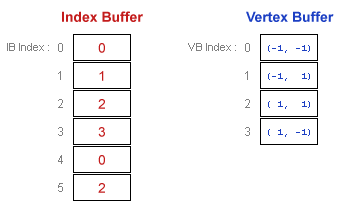 Index Buffer
Vertex Buffer
IB Index : 0 0
1 1
2 2
3 3
4 0
5 2
VB Index : 0 (-1, -1)
1 (-1, 1)
2 ( 1, 1)
3 ( 1, -1)